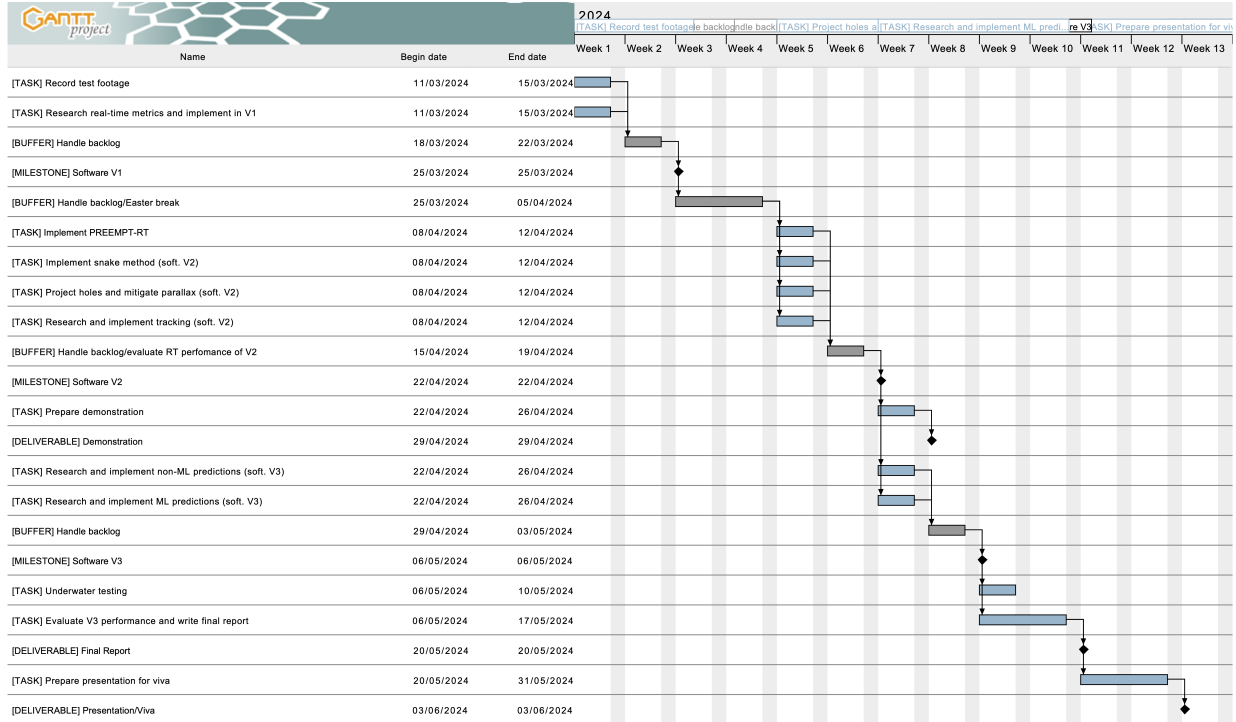 GANTT
project
2024
[TASK] Record test footage
le backlog
ndle back
[TASK] Project holes a
[TASK] Research and implement ML predi...
re V3
ASK] Prepare presentation for viv
Week 1 Week 2 Week 3 Week 4 Week 5 Week 6 Week 7 Week 8 Week 9 Week 10 Week 11 Week 12 Week 13
Name Begin date End date
[TASK] Record test footage 11/03/2024 15/03/2024
[TASK] Research real-time metrics and implement in V1 11/03/2024 15/03/2024
[BUFFER] Handle backlog 18/03/2024 22/03/2024
[MILESTONE] Software V1 25/03/2024 25/03/2024
[BUFFER] Handle backlog/Easter break 25/03/2024 05/04/2024
[TASK] Implement PREEMPT-RT 08/04/2024 12/04/2024
[TASK] Implement snake method (soft. V2) 08/04/2024 12/04/2024
[TASK] Project holes and mitigate parallax (soft. V2) 08/04/2024 12/04/2024
[TASK] Research and implement tracking (soft. V2) 08/04/2024 12/04/2024
[BUFFER] Handle backlog/evaluate RT perfomance of V2 15/04/2024 19/04/2024
[MILESTONE] Software V2 22/04/2024 22/04/2024
[TASK] Prepare demonstration 22/04/2024 26/04/2024
[DELIVERABLE] Demonstration 29/04/2024 29/04/2024
[TASK] Research and implement non-ML predictions (soft. V3) 22/04/2024 26/04/2024
[TASK] Research and implement ML predictions (soft. V3) 22/04/2024 26/04/2024
[BUFFER] Handle backlog 29/04/2024 03/05/2024
[MILESTONE] Software V3 06/05/2024 06/05/2024
[TASK] Underwater testing 06/05/2024 10/05/2024
[TASK] Evaluate V3 performance and write final report 06/05/2024 17/05/2024
[DELIVERABLE] Final Report 20/05/2024 20/05/2024
[TASK] Prepare presentation for viva 20/05/2024 31/05/2024
[DELIVERABLE] Presentation/Viva 03/06/2024 03/06/2024